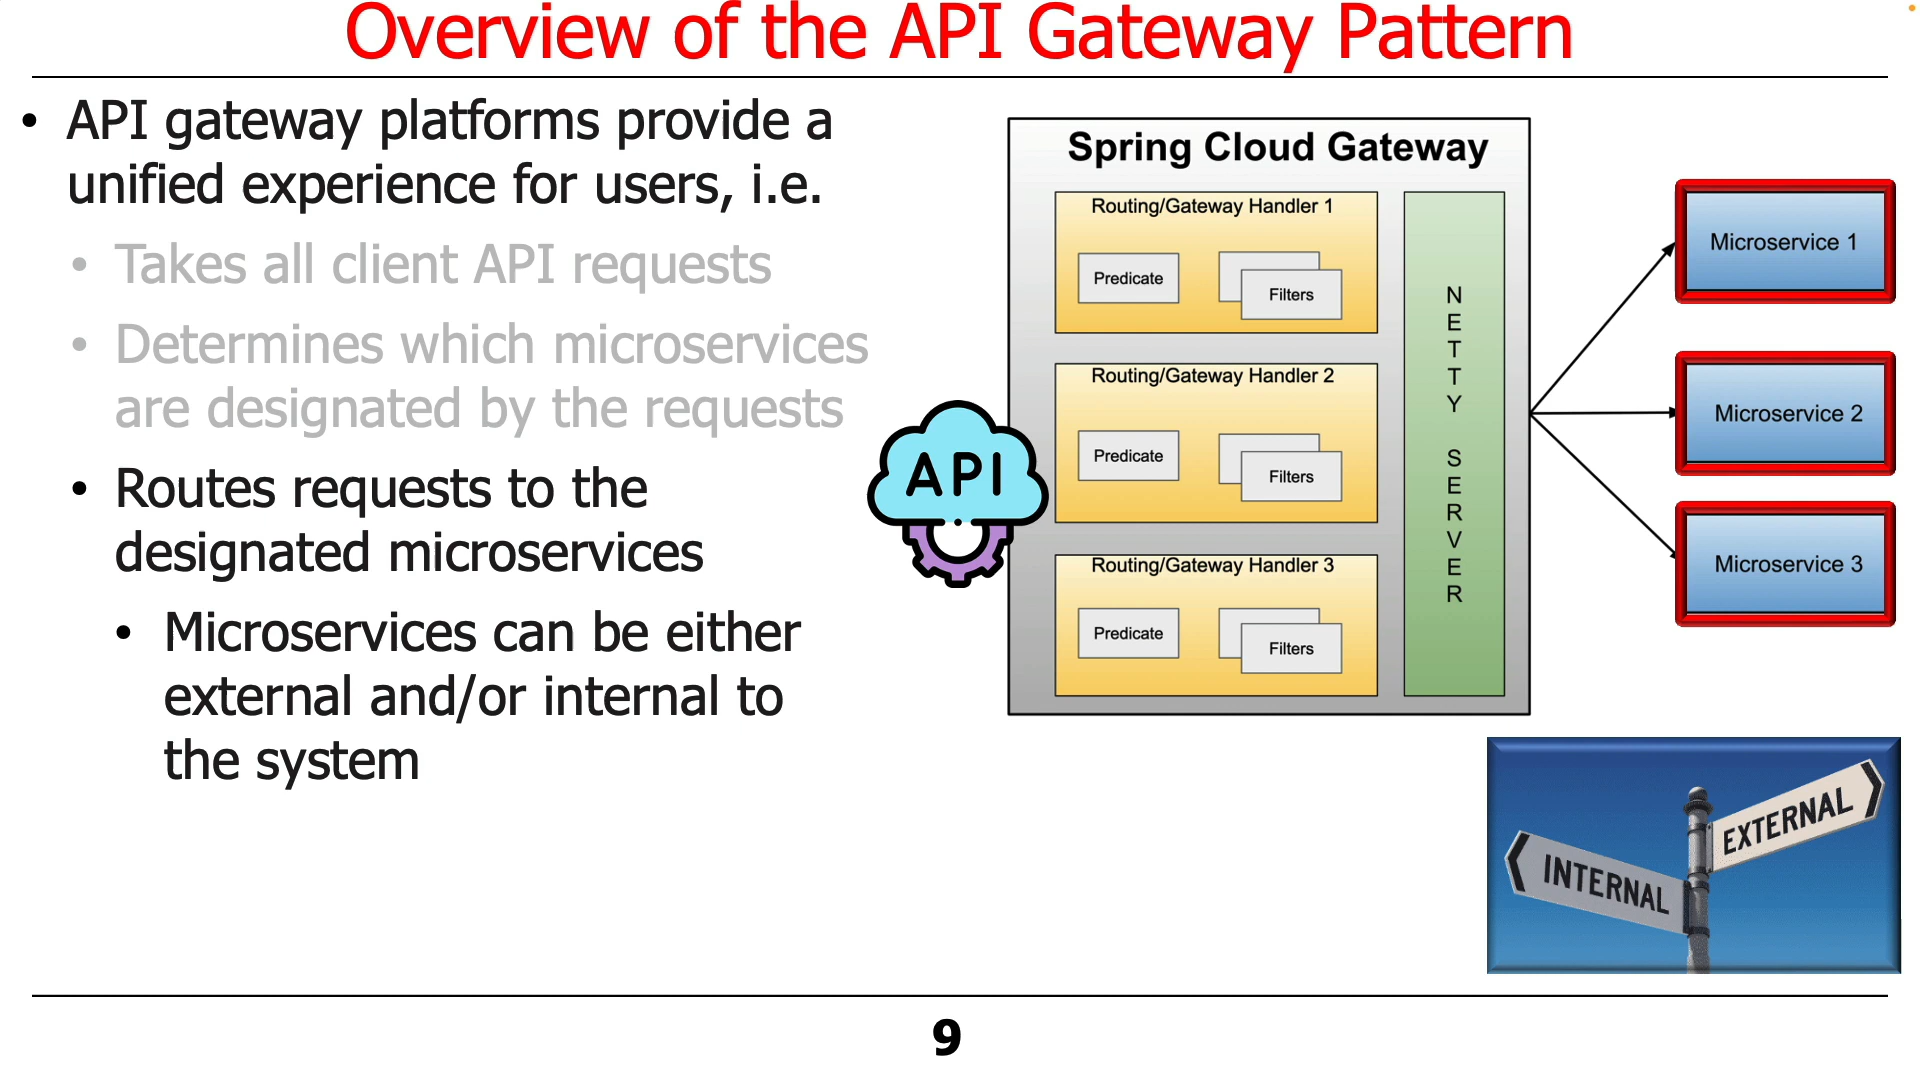 Overview of the API Gateway Pattern
• API gateway platforms provide a
unified experience for users, i.e.
• Takes all client API requests
• Determines which microservices
are designated by the requests
• Routes requests to the
designated microservices
• Microservices can be either
external and/or internal to
the system
API
Spring Cloud Gateway
Routing/Gateway Handler 1
Predicate
Filters
Routing/Gateway Handler 2
Predicate
Filters
Routing/Gateway Handler 3
Predicate
Filters
NETTY SERVER
Microservice 1
Microservice 2
Microservice 3
EXTERNAL
INTERNAL
9